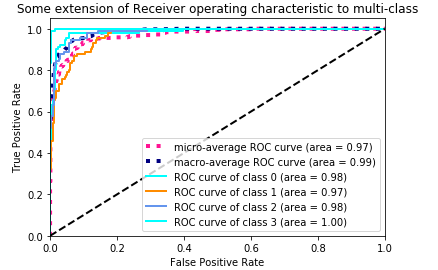 Some extension of Receiver operating characteristic to multi-class
1.0
0.8
0.6
0.4
0.2
0.0
True Positive Rate
micro-average ROC curve (area = 0.97)
macro-average ROC curve (area = 0.99)
ROC curve of class 0 (area = 0.98)
ROC curve of class 1 (area = 0.97)
ROC curve of class 2 (area = 0.98)
ROC curve of class 3 (area = 1.00)
0.0 0.2 0.4 0.6 0.8 1.0
False Positive Rate